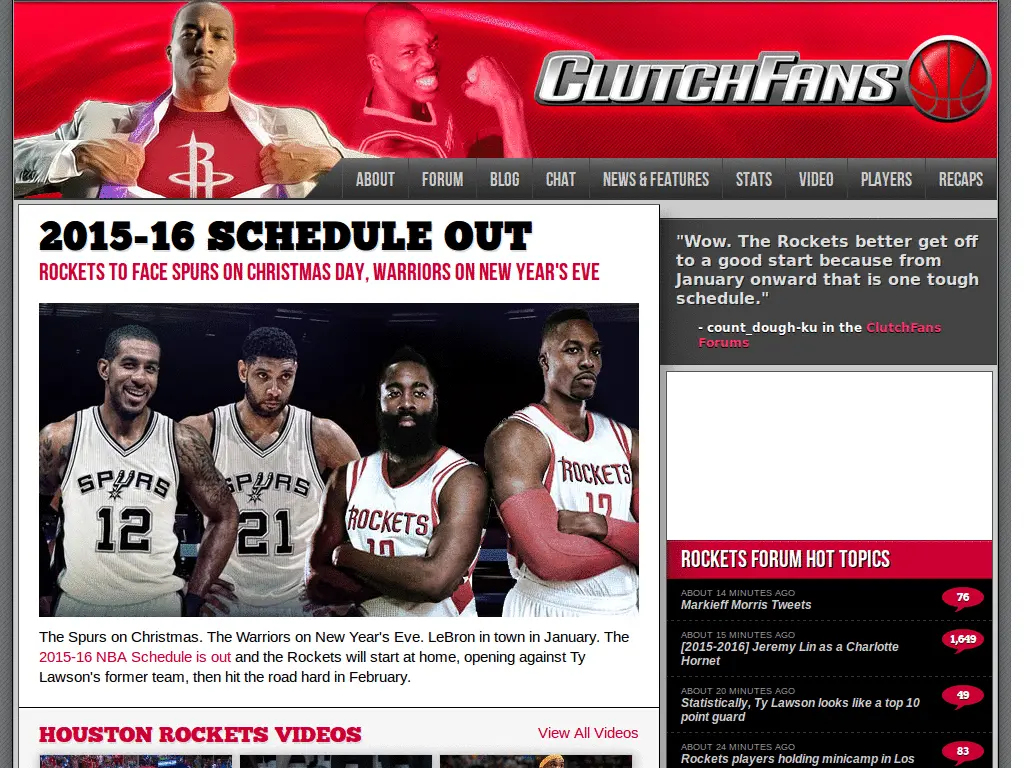 CLUTCHFANS
ABOUT FORUM BLOG CHAT NEWS & FEATURES STATS VIDEO PLAYERS RECAPS
2015-16 SCHEDULE OUT
ROCKETS TO FACE SPURS ON CHRISTMAS DAY, WARRIORS ON NEW YEAR'S EVE
SPURS
12
SPURS
21
ROCKETS
13
ROCKETS
12
The Spurs on Christmas. The Warriors on New Year's Eve. LeBron in town in January. The
2015-16 NBA Schedule is out and the Rockets will start at home, opening against Ty
Lawson's former team, then hit the road hard in February.
HOUSTON ROCKETS VIDEOS
View All Videos
"Wow. The Rockets better get off
to a good start because from
January onward that is one tough
schedule."
- count_dough-ku in the ClutchFans
Forums
ROCKETS FORUM HOT TOPICS
ABOUT 14 MINUTES AGO
Markieff Morris Tweets
76
ABOUT 15 MINUTES AGO
[2015-2016] Jeremy Lin as a Charlotte
Hornet
1,649
ABOUT 20 MINUTES AGO
Statistically, Ty Lawson looks like a top 10
point guard
49
ABOUT 24 MINUTES AGO
Rockets players holding minicamp in Los
83